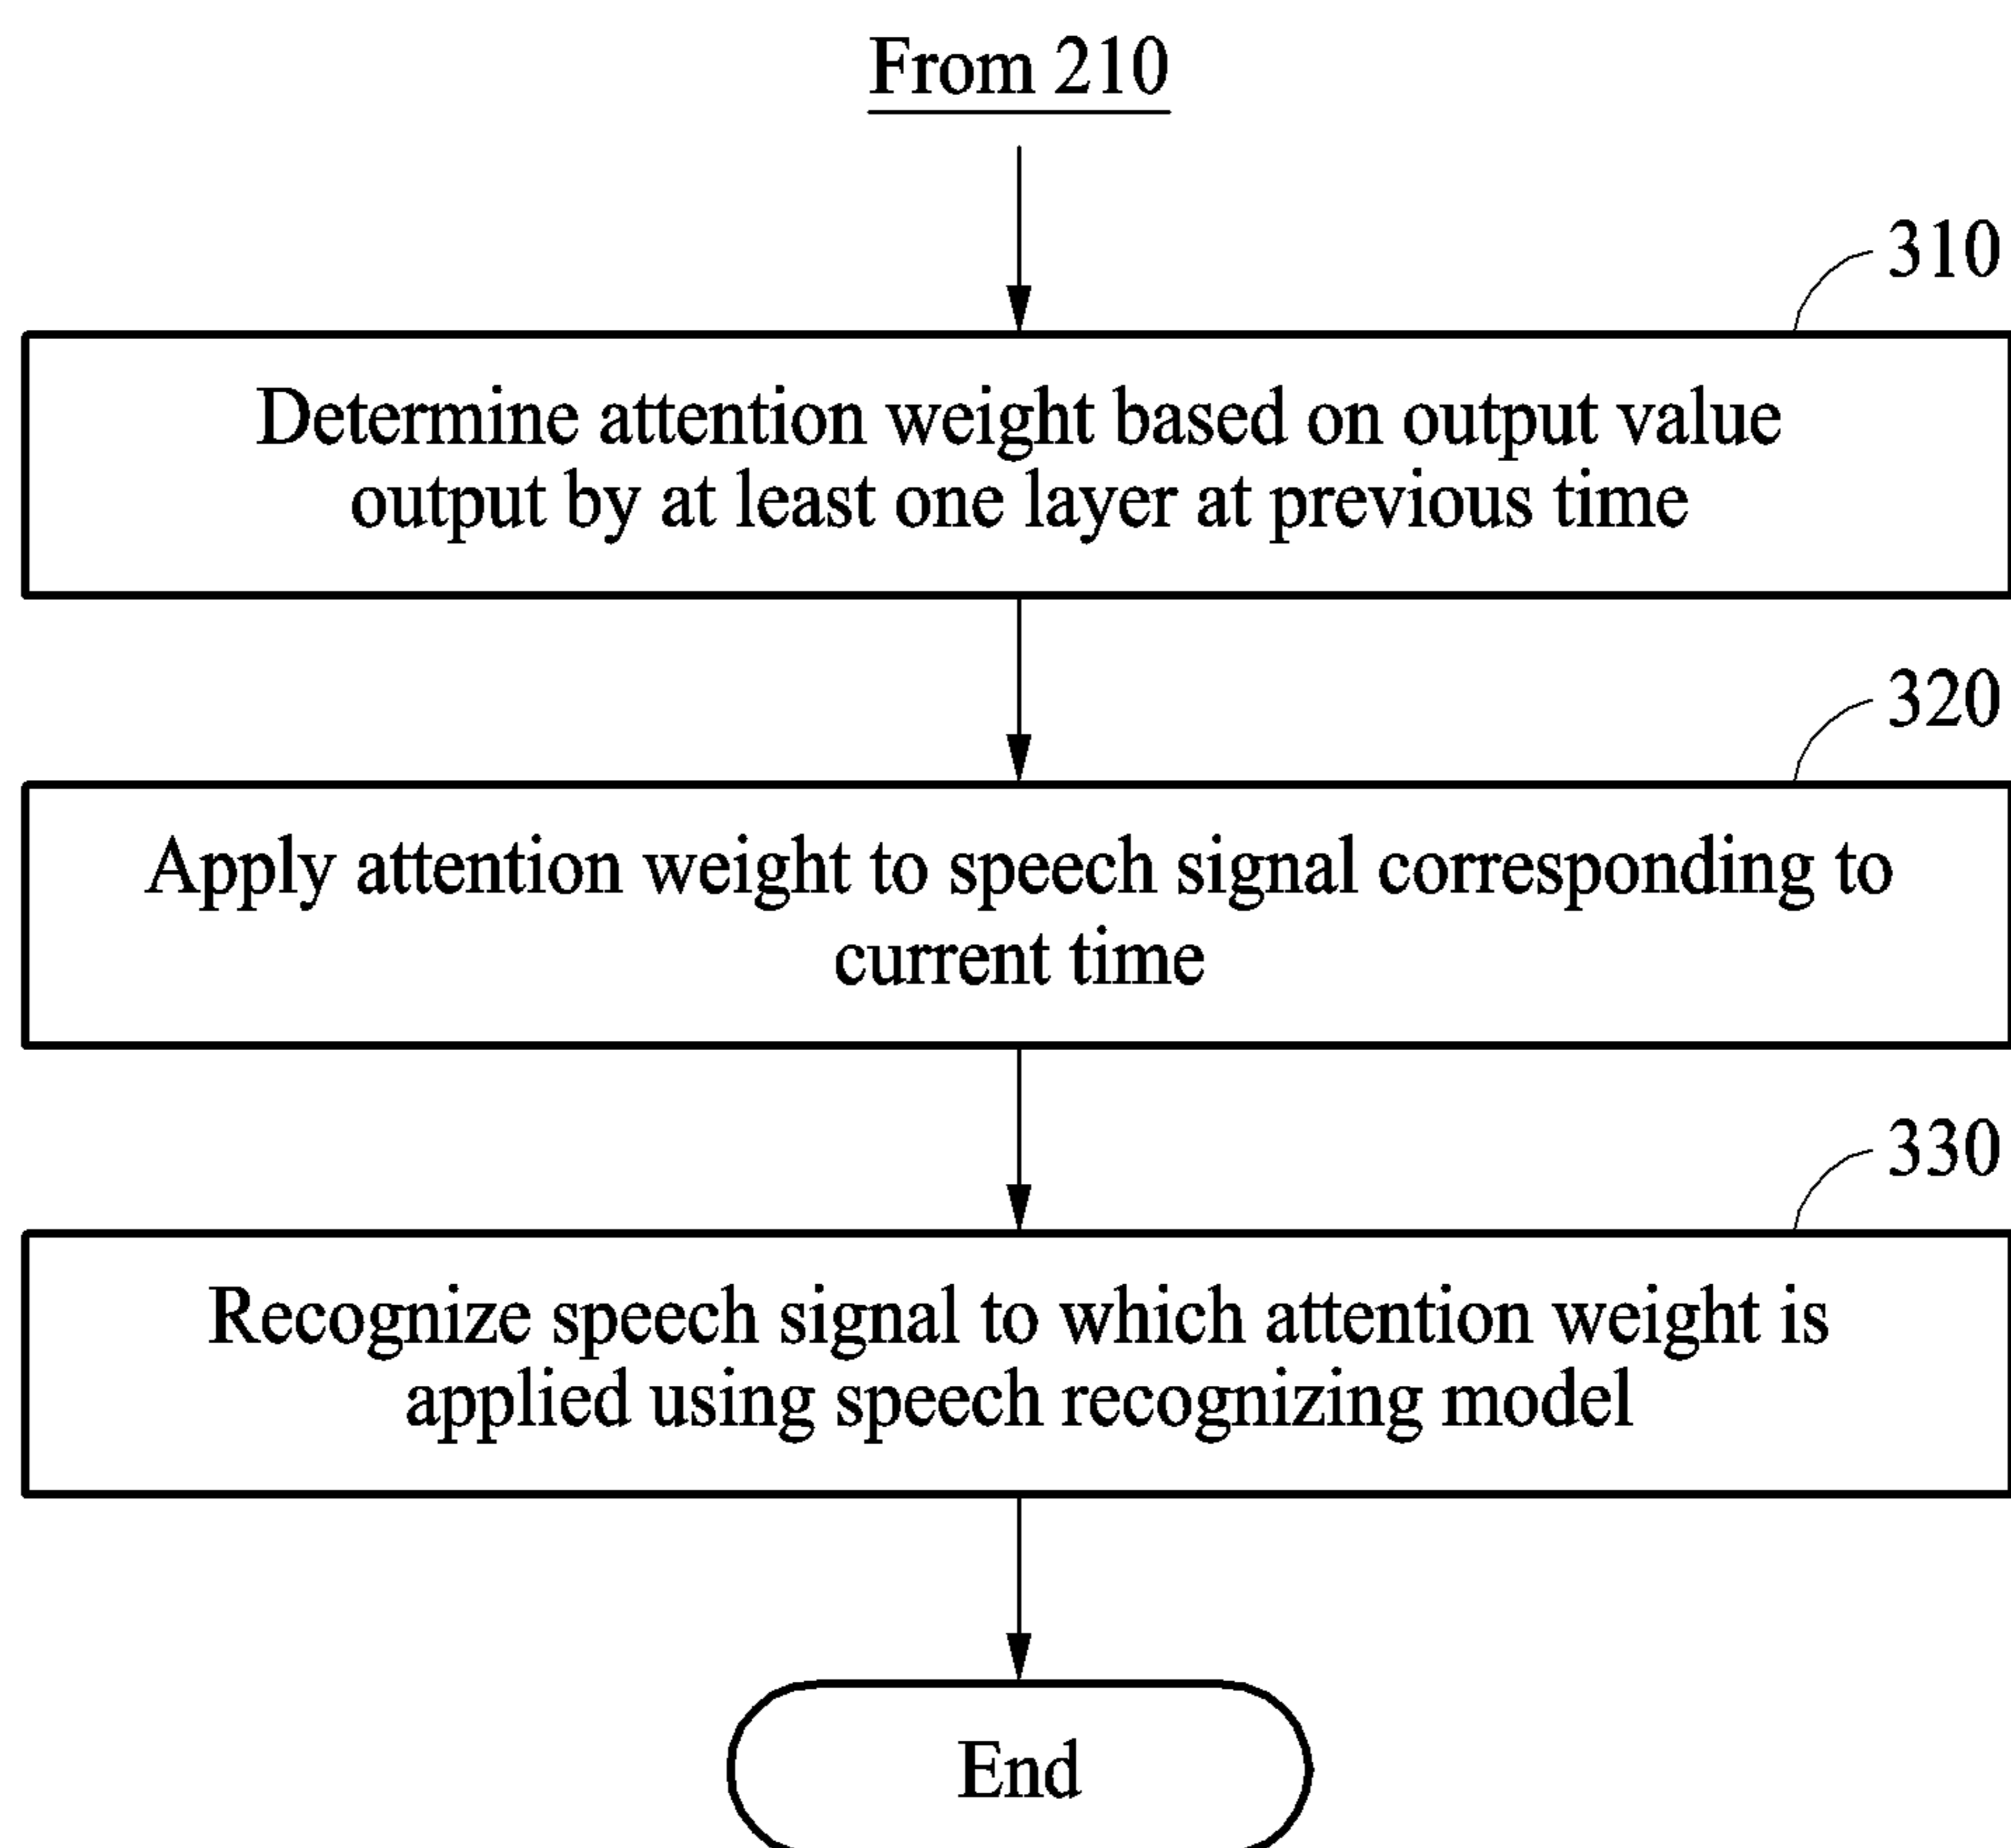 From 210
310
Determine attention weight based on output value
output by at least one layer at previous time
320
Apply attention weight to speech signal corresponding to
current time
330
Recognize speech signal to which attention weight is
applied using speech recognizing model
End